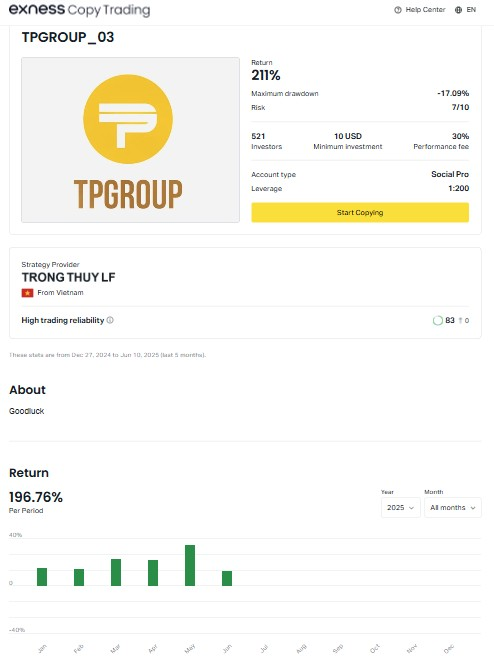 exness Copy Trading
Help Center
EN
TPGROUP_03
TPGROUP
Return
211%
Maximum drawdown -17.09%
Risk 7/10
521 10 USD 30%
Investors Minimum investment Performance fee
Account type Social Pro
Leverage 1:200
Start Copying
Strategy Provider
TRONG THUY LF
From Vietnam
High trading reliability 83 ↑ 0
These stats are from Dec 27, 2024 to Jun 10, 2025 (last 5 months).
About
Goodluck
Return
196.76%
Per Period
Year Month
2025 All months
40%
0
-40%
Jan Feb Mar Apr May Jun Jul Aug Sep Oct Nov Dec